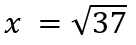 x = √37